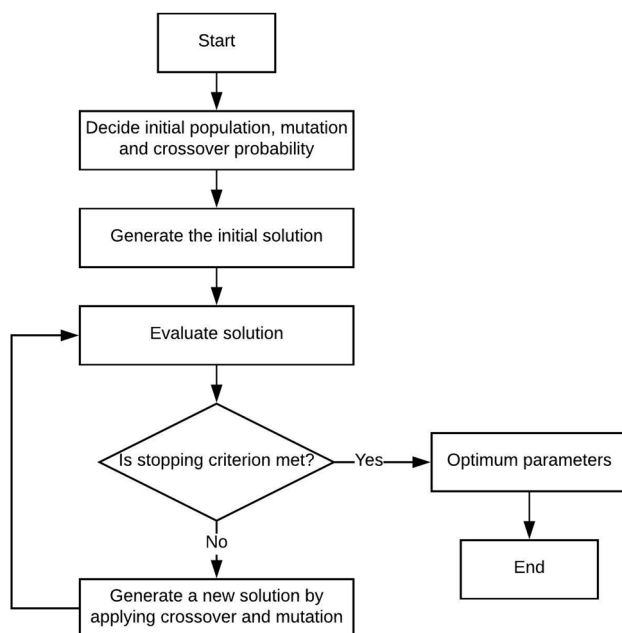 Start
Decide initial population, mutation
and crossover probability
Generate the initial solution
Evaluate solution
Is stopping criterion met?
Yes
Optimum parameters
No
End
Generate a new solution by
applying crossover and mutation